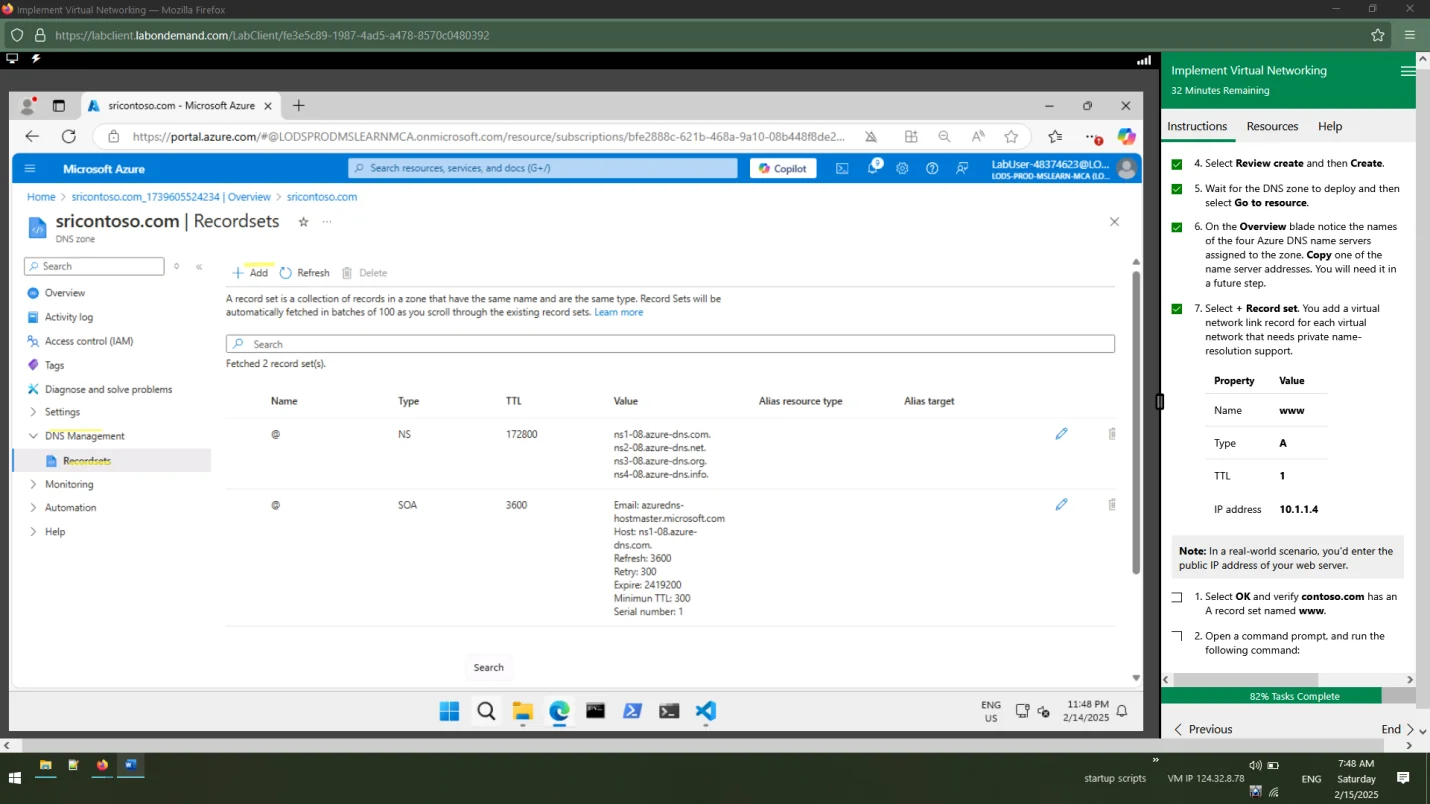 Implement Virtual Networking — Mozilla Firefox
https://labclient.labondemand.com/LabClient/fe3e5c89-1987-4ad5-a478-8570c0480392
sricontoso.com - Microsoft Azure
https://portal.azure.com/#@LODSPRODMSLEARNMCA.onmicrosoft.com/resource/subscriptions/bfe2888c-621b-468a-9a10-08b448f8de2...
Microsoft Azure
Search resources, services, and docs (G+/)
Copilot
9
LabUser-48374623@LO...
LODS-PROD-MSLEARN-MCA (LO...
Home > sricontoso.com_1739605524234 | Overview > sricontoso.com
sricontoso.com | Recordsets
DNS zone
Search
Overview
Activity log
Access control (IAM)
Tags
Diagnose and solve problems
Settings
DNS Management
Recordsets
Monitoring
Automation
Help
Add
Refresh
Delete
A record set is a collection of records in a zone that have the same name and are the same type. Record Sets will be
automatically fetched in batches of 100 as you scroll through the existing record sets. Learn more
Search
Fetched 2 record set(s).
Name Type TTL Value Alias resource type Alias target
@ NS 172800 ns1-08.azure-dns.com.
ns2-08.azure-dns.net.
ns3-08.azure-dns.org.
ns4-08.azure-dns.info.
@ SOA 3600 Email: azuredns-
hostmaster.microsoft.com
Host: ns1-08.azure-
dns.com.
Refresh: 3600
Retry: 300
Expire: 2419200
Minimun TTL: 300
Serial number: 1
Search
ENG
US
11:48 PM
2/14/2025
Implement Virtual Networking
32 Minutes Remaining
Instructions Resources Help
4. Select Review create and then Create.
5. Wait for the DNS zone to deploy and then
select Go to resource.
6. On the Overview blade notice the names
of the four Azure DNS name servers
assigned to the zone. Copy one of the
name server addresses. You will need it in
a future step.
7. Select + Record set. You add a virtual
network link record for each virtual
network that needs private name-
resolution support.
Property Value
Name www
Type A
TTL 1
IP address 10.1.1.4
Note: In a real-world scenario, you'd enter the
public IP address of your web server.
1. Select OK and verify contoso.com has an
A record set named www.
2. Open a command prompt, and run the
following command:
82% Tasks Complete
Previous
End
startup scripts
VM IP 124.32.8.78
ENG
7:48 AM
Saturday
2/15/2025